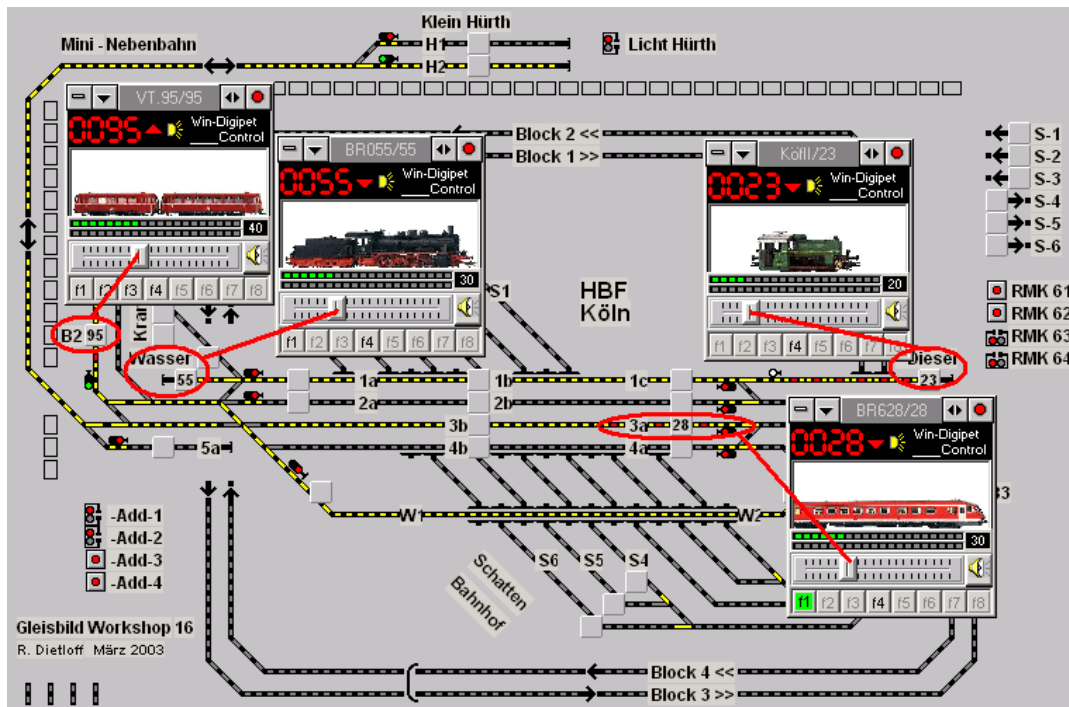 Klein Hürth
Mini - Nebenbahn
H1
Licht Hürth
H2
VT.95/95
0095
Win-Digipet
___Control
40
f1 f2 f3 f4 f5 f6 f7 f8
Block 2 <<
Block 1 >>
BR055/55
0055
Win-Digipet
___Control
30
f1 f2 f3 f4 f5 f6 f7 f8
Köfll/23
0023
Win-Digipet
___Control
20
f1 f2 f3 f4 f5 f6 f7 f8
S-1
S-2
S-3
S-4
S-5
S-6
S1
HBF
Köln
RMK 61
RMK 62
RMK 63
RMK 64
B2 95
Kran
Wasser
55
Diesel
23
1a 1b 1c
2a 2b
3b 3a 28
5a 4b 4a
BR628/28
0028
Win-Digipet
___Control
30
f1 f2 f3 f4 f5 f6 f7 f8
W1 W2
S6 S5 S4
Schatten
Bahnhof
-Add-1
-Add-2
-Add-3
-Add-4
Gleisbild Workshop 16
R. Dietloff März 2003
Block 4 <<
Block 3 >>